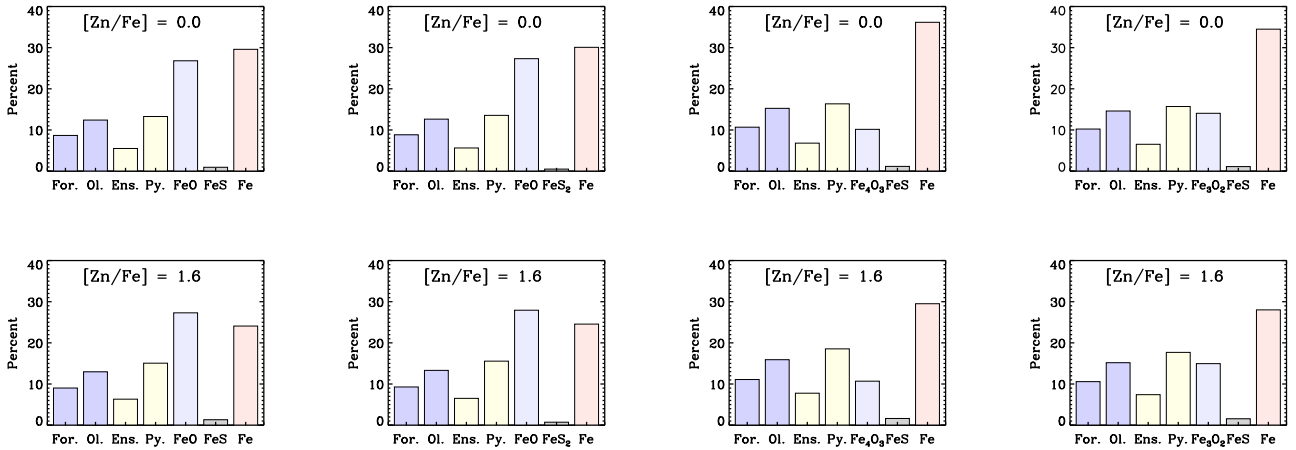 [Zn/Fe] = 0.0
Percent
40
30
20
10
0
For. Ol. Ens. Py. FeO FeS Fe
[Zn/Fe] = 0.0
Percent
40
30
20
10
0
For. Ol. Ens. Py. FeO FeS₂ Fe
[Zn/Fe] = 0.0
Percent
40
30
20
10
0
For. Ol. Ens. Py. Fe₄O₃ FeS Fe
[Zn/Fe] = 0.0
Percent
40
30
20
10
0
For. Ol. Ens. Py. Fe₃O₂ FeS Fe
[Zn/Fe] = 1.6
Percent
40
30
20
10
0
For. Ol. Ens. Py. FeO FeS Fe
[Zn/Fe] = 1.6
Percent
40
30
20
10
0
For. Ol. Ens. Py. FeO FeS₂ Fe
[Zn/Fe] = 1.6
Percent
40
30
20
10
0
For. Ol. Ens. Py. Fe₄O₃ FeS Fe
[Zn/Fe] = 1.6
Percent
40
30
20
10
0
For. Ol. Ens. Py. Fe₃O₂ FeS Fe